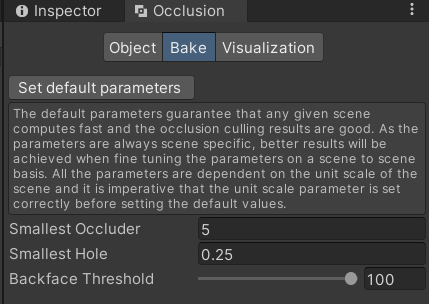 Inspector Occlusion
Object Bake Visualization
Set default parameters
The default parameters guarantee that any given scene
computes fast and the occlusion culling results are good. As the
parameters are always scene specific, better results will be
achieved when fine tuning the parameters on a scene to scene
basis. All the parameters are dependent on the unit scale of the
scene and it is imperative that the unit scale parameter is set
correctly before setting the default values.
Smallest Occluder 5
Smallest Hole 0.25
Backface Threshold 100